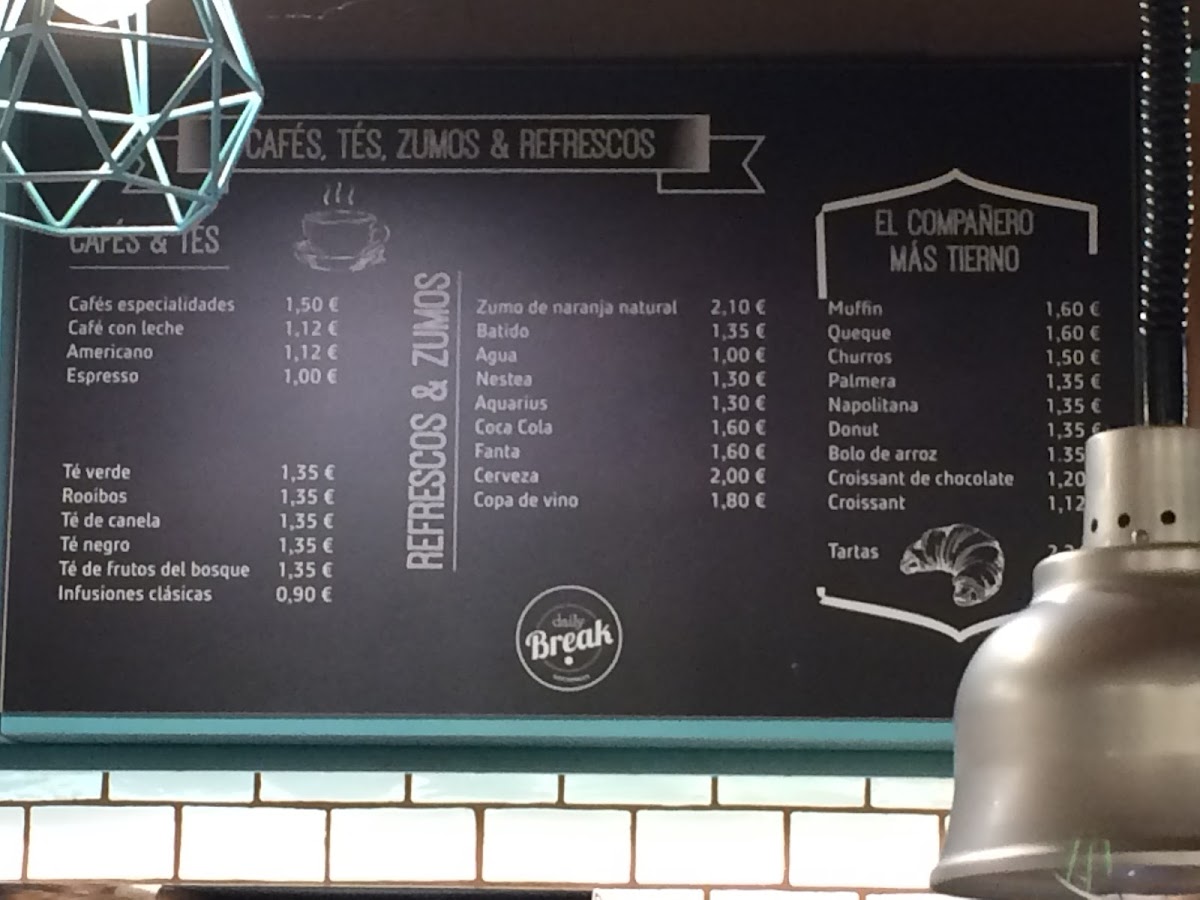 CAFÉS, TÉS, ZUMOS & REFRESCOS
CAFÉS & TÉS
Cafés especialidades 1,50 €
Café con leche 1,12 €
Americano 1,12 €
Espresso 1,00 €
Té verde 1,35 €
Rooibos 1,35 €
Té de canela 1,35 €
Té negro 1,35 €
Té de frutos del bosque 1,35 €
Infusiones clásicas 0,90 €
REFRESCOS & ZUMOS
Zumo de naranja natural 2,10 €
Batido 1,35 €
Agua 1,00 €
Nestea 1,30 €
Aquarius 1,30 €
Coca Cola 1,60 €
Fanta 1,60 €
Cerveza 2,00 €
Copa de vino 1,80 €
daily
Break
EL COMPAÑERO
MÁS TIERNO
Muffin 1,60 €
Queque 1,60 €
Churros 1,50 €
Palmera 1,35 €
Napolitana 1,35 €
Donut 1,35 €
Bolo de arroz 1.35
Croissant de chocolate 1,20
Croissant 1,12
Tartas